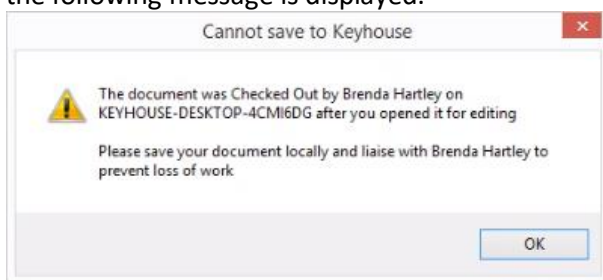 the following message is displayed:
Cannot save to Keyhouse
The document was Checked Out by Brenda Hartley on
KEYHOUSE-DESKTOP-4CMI6DG after you opened it for editing
Please save your document locally and liaise with Brenda Hartley to
prevent loss of work
OK